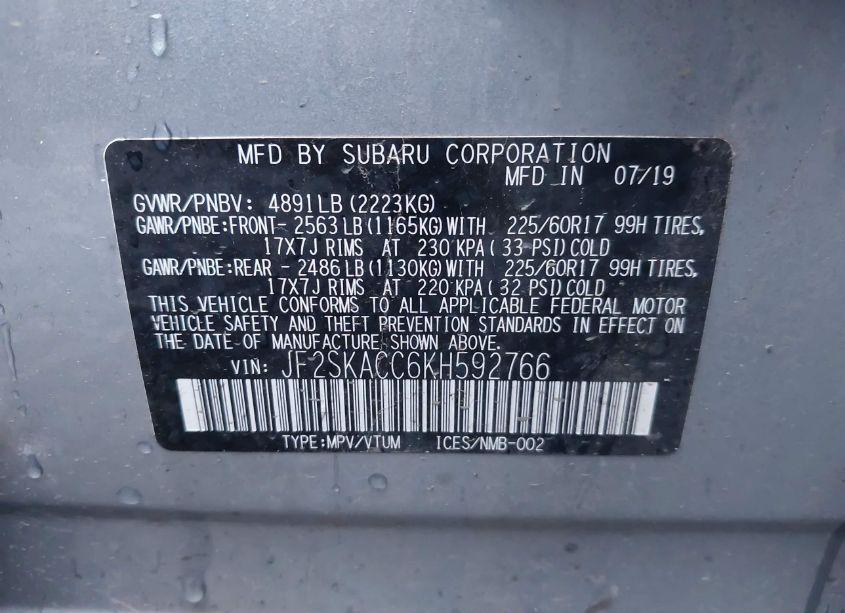 MFD BY SUBARU CORPORATION
MFD IN 07/19
GVWR/PNBV: 4891LB (2223KG)
GAWR/PNBE:FRONT- 2563LB(1165KG)WITH 225/60R17 99H TIRES,
17X7J RIMS AT 230 KPA ( 33 PSI) COLD
GAWR/PNBE:REAR - 2486LB(1130KG)WITH 225/60R17 99H TIRES,
17X7J RIMS AT 220 KPA ( 32 PSI) COLD
THIS VEHICLE CONFORMS TO ALL APPLICABLE FEDERAL MOTOR
VEHICLE SAFETY AND THEFT PREVENTION STANDARDS IN EFFECT ON
THE DATE OF MANUFACTURE SHOWN ABOVE.
VIN: JF2SKACC6KH592766
TYPE:MPV/VTUM ICES/NMB-002